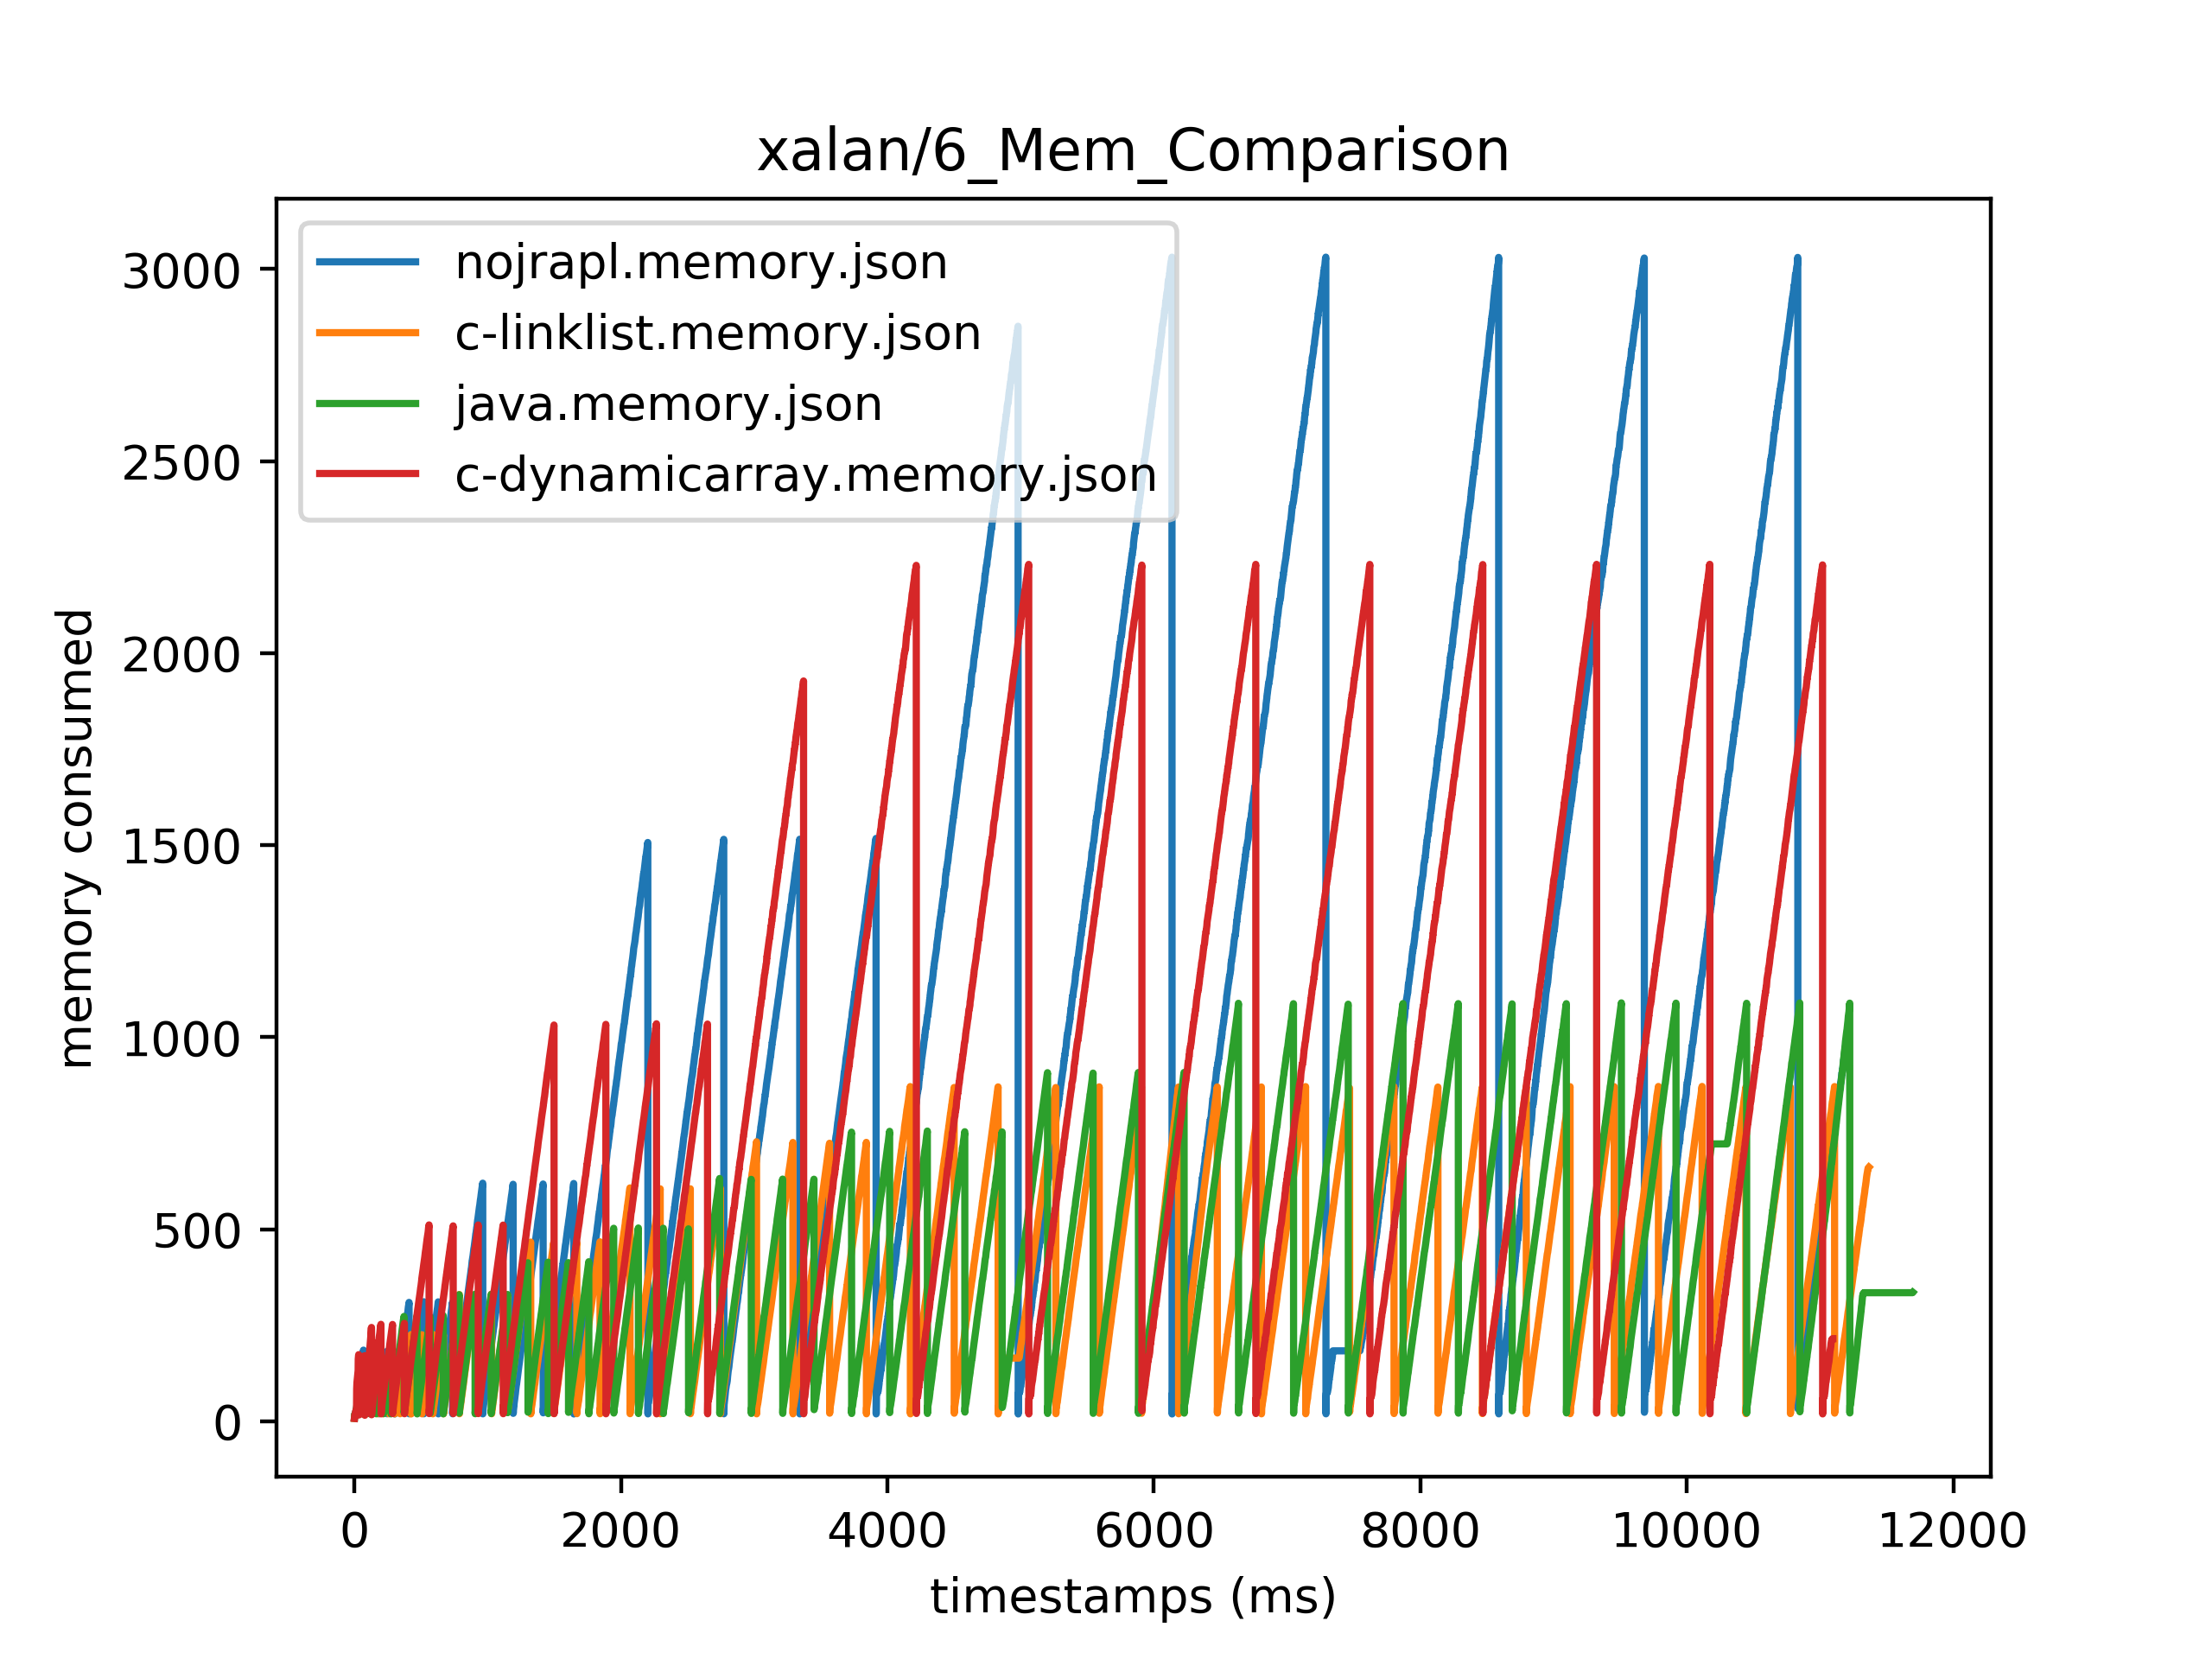 xalan/6_Mem_Comparison
nojrapl.memory.json
c-linklist.memory.json
java.memory.json
c-dynamicarray.memory.json
memory consumed
3000
2500
2000
1500
1000
500
0
0 2000 4000 6000 8000 10000 12000
timestamps (ms)